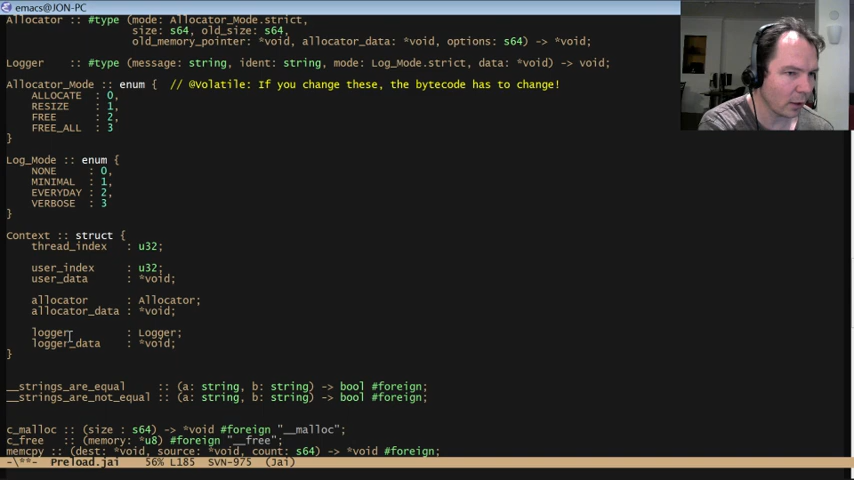 emacs@JON-PC
Allocator :: #type (mode: Allocator_Mode.strict,
size: s64, old_size: s64,
old_memory_pointer: *void, allocator_data: *void, options: s64) -> *void;
Logger :: #type (message: string, ident: string, mode: Log_Mode.strict, data: *void) -> void;
Allocator_Mode :: enum { // @Volatile: If you change these, the bytecode has to change!
ALLOCATE : 0,
RESIZE : 1,
FREE : 2,
FREE_ALL : 3
}
Log_Mode :: enum {
NONE : 0,
MINIMAL : 1,
EVERYDAY : 2,
VERBOSE : 3
}
Context :: struct {
thread_index : u32;
user_index : u32;
user_data : *void;
allocator : Allocator;
allocator_data : *void;
logger : Logger;
logger_data : *void;
}
__strings_are_equal :: (a: string, b: string) -> bool #foreign;
__strings_are_not_equal :: (a: string, b: string) -> bool #foreign;
c_malloc :: (size : s64) -> *void #foreign "__malloc";
c_free :: (memory: *u8) #foreign "__free";
memcpy :: (dest: *void, source: *void, count: s64) -> *void #foreign;
-\**- Preload.jai 56% L185 SVN-975 (Jai)